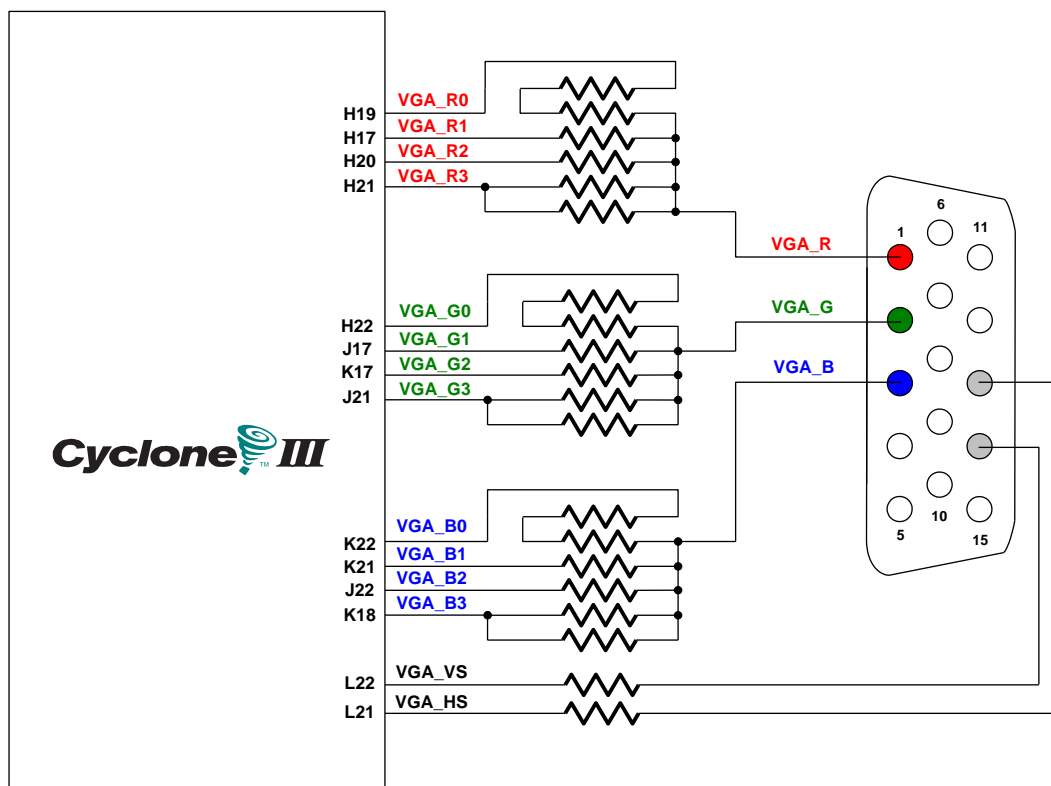 H19 VGA_R0
H17 VGA_R1
H20 VGA_R2
H21 VGA_R3
VGA_R
H22 VGA_G0
J17 VGA_G1
K17 VGA_G2
J21 VGA_G3
VGA_G
Cyclone III
TM
K22 VGA_B0
K21 VGA_B1
J22 VGA_B2
K18 VGA_B3
VGA_B
L22 VGA_VS
L21 VGA_HS
1
6
11
5
10
15